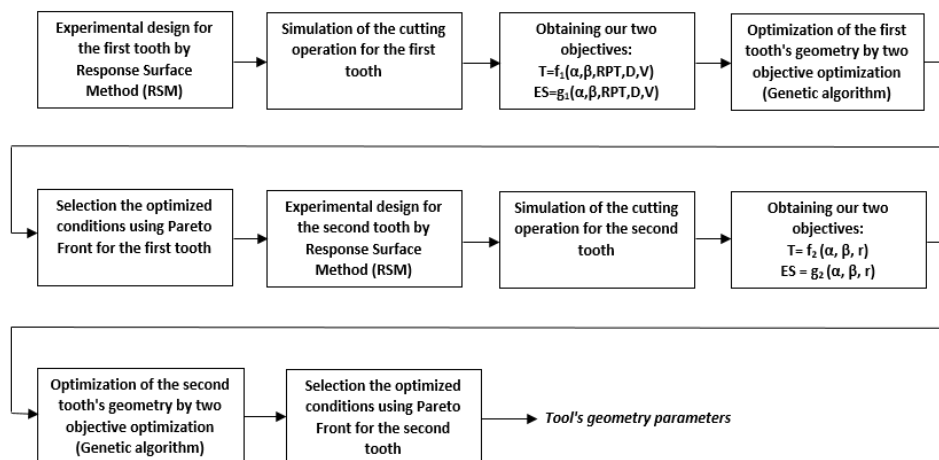 Experimental design for
the first tooth by
Response Surface
Method (RSM)
Simulation of the cutting
operation for the first
tooth
Obtaining our two
objectives:
T=f₁(α,β,RPT,D,V)
ES=g₁(α,β,RPT,D,V)
Optimization of the first
tooth's geometry by two
objective optimization
(Genetic algorithm)
Selection the optimized
conditions using Pareto
Front for the first tooth
Experimental design for
the second tooth by
Response Surface
Method (RSM)
Simulation of the cutting
operation for the second
tooth
Obtaining our two
objectives:
T= f₂ (α, β, r)
ES = g₂ (α, β, r)
Optimization of the second
tooth's geometry by two
objective optimization
(Genetic algorithm)
Selection the optimized
conditions using Pareto
Front for the second
tooth
Tool's geometry parameters